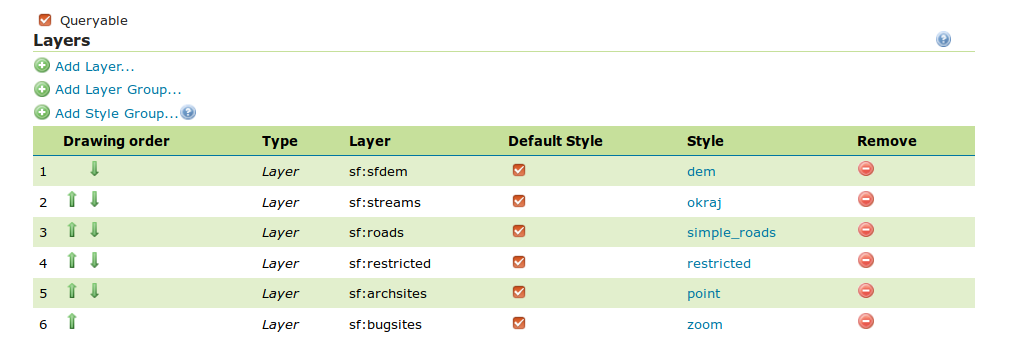 Queryable
Layers
Add Layer...
Add Layer Group...
Add Style Group...
Drawing order Type Layer Default Style Style Remove
1 Layer sf:sfdem dem
2 Layer sf:streams okraj
3 Layer sf:roads simple_roads
4 Layer sf:restricted restricted
5 Layer sf:archsites point
6 Layer sf:bugsites zoom